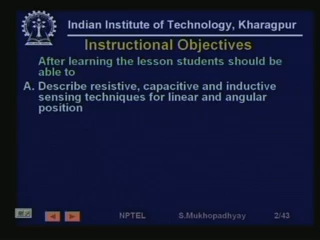 Indian Institute of Technology, Kharagpur
Instructional Objectives
After learning the lesson students should be
able to
A. Describe resistive, capacitive and inductive
sensing techniques for linear and angular
position
NPTEL S.Mukhopadhyay 2/43